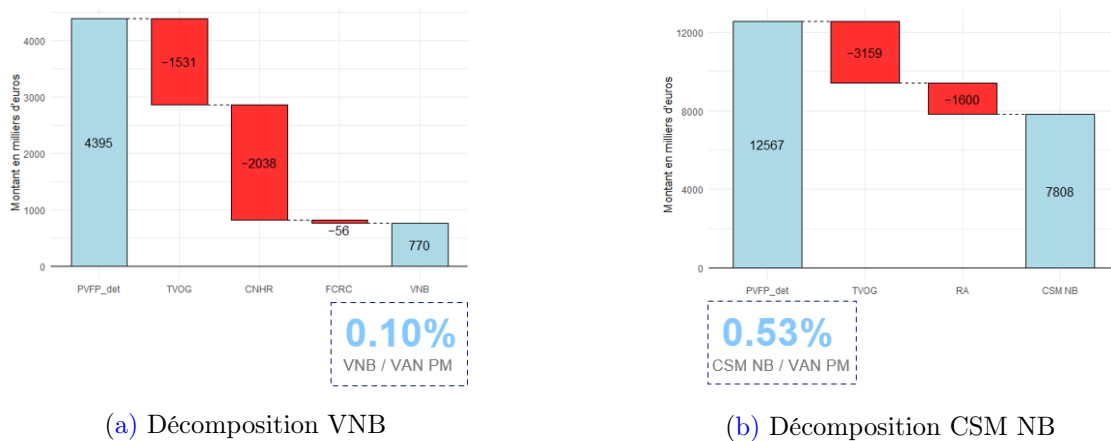 Montant en milliers d'euros
4000
3000
2000
1000
0
4395
−1531
−2038
−56
770
PVFP_det TVOG CNHR FCRC VNB
0.10%
VNB / VAN PM
(a) Décomposition VNB
Montant en milliers d'euros
12000
8000
4000
0
12567
−3159
−1600
7808
PVFP_det TVOG RA CSM NB
0.53%
CSM NB / VAN PM
(b) Décomposition CSM NB